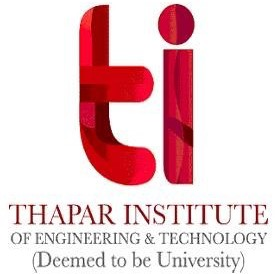 ti
THAPAR INSTITUTE
OF ENGINEERING & TECHNOLOGY
(Deemed to be University)